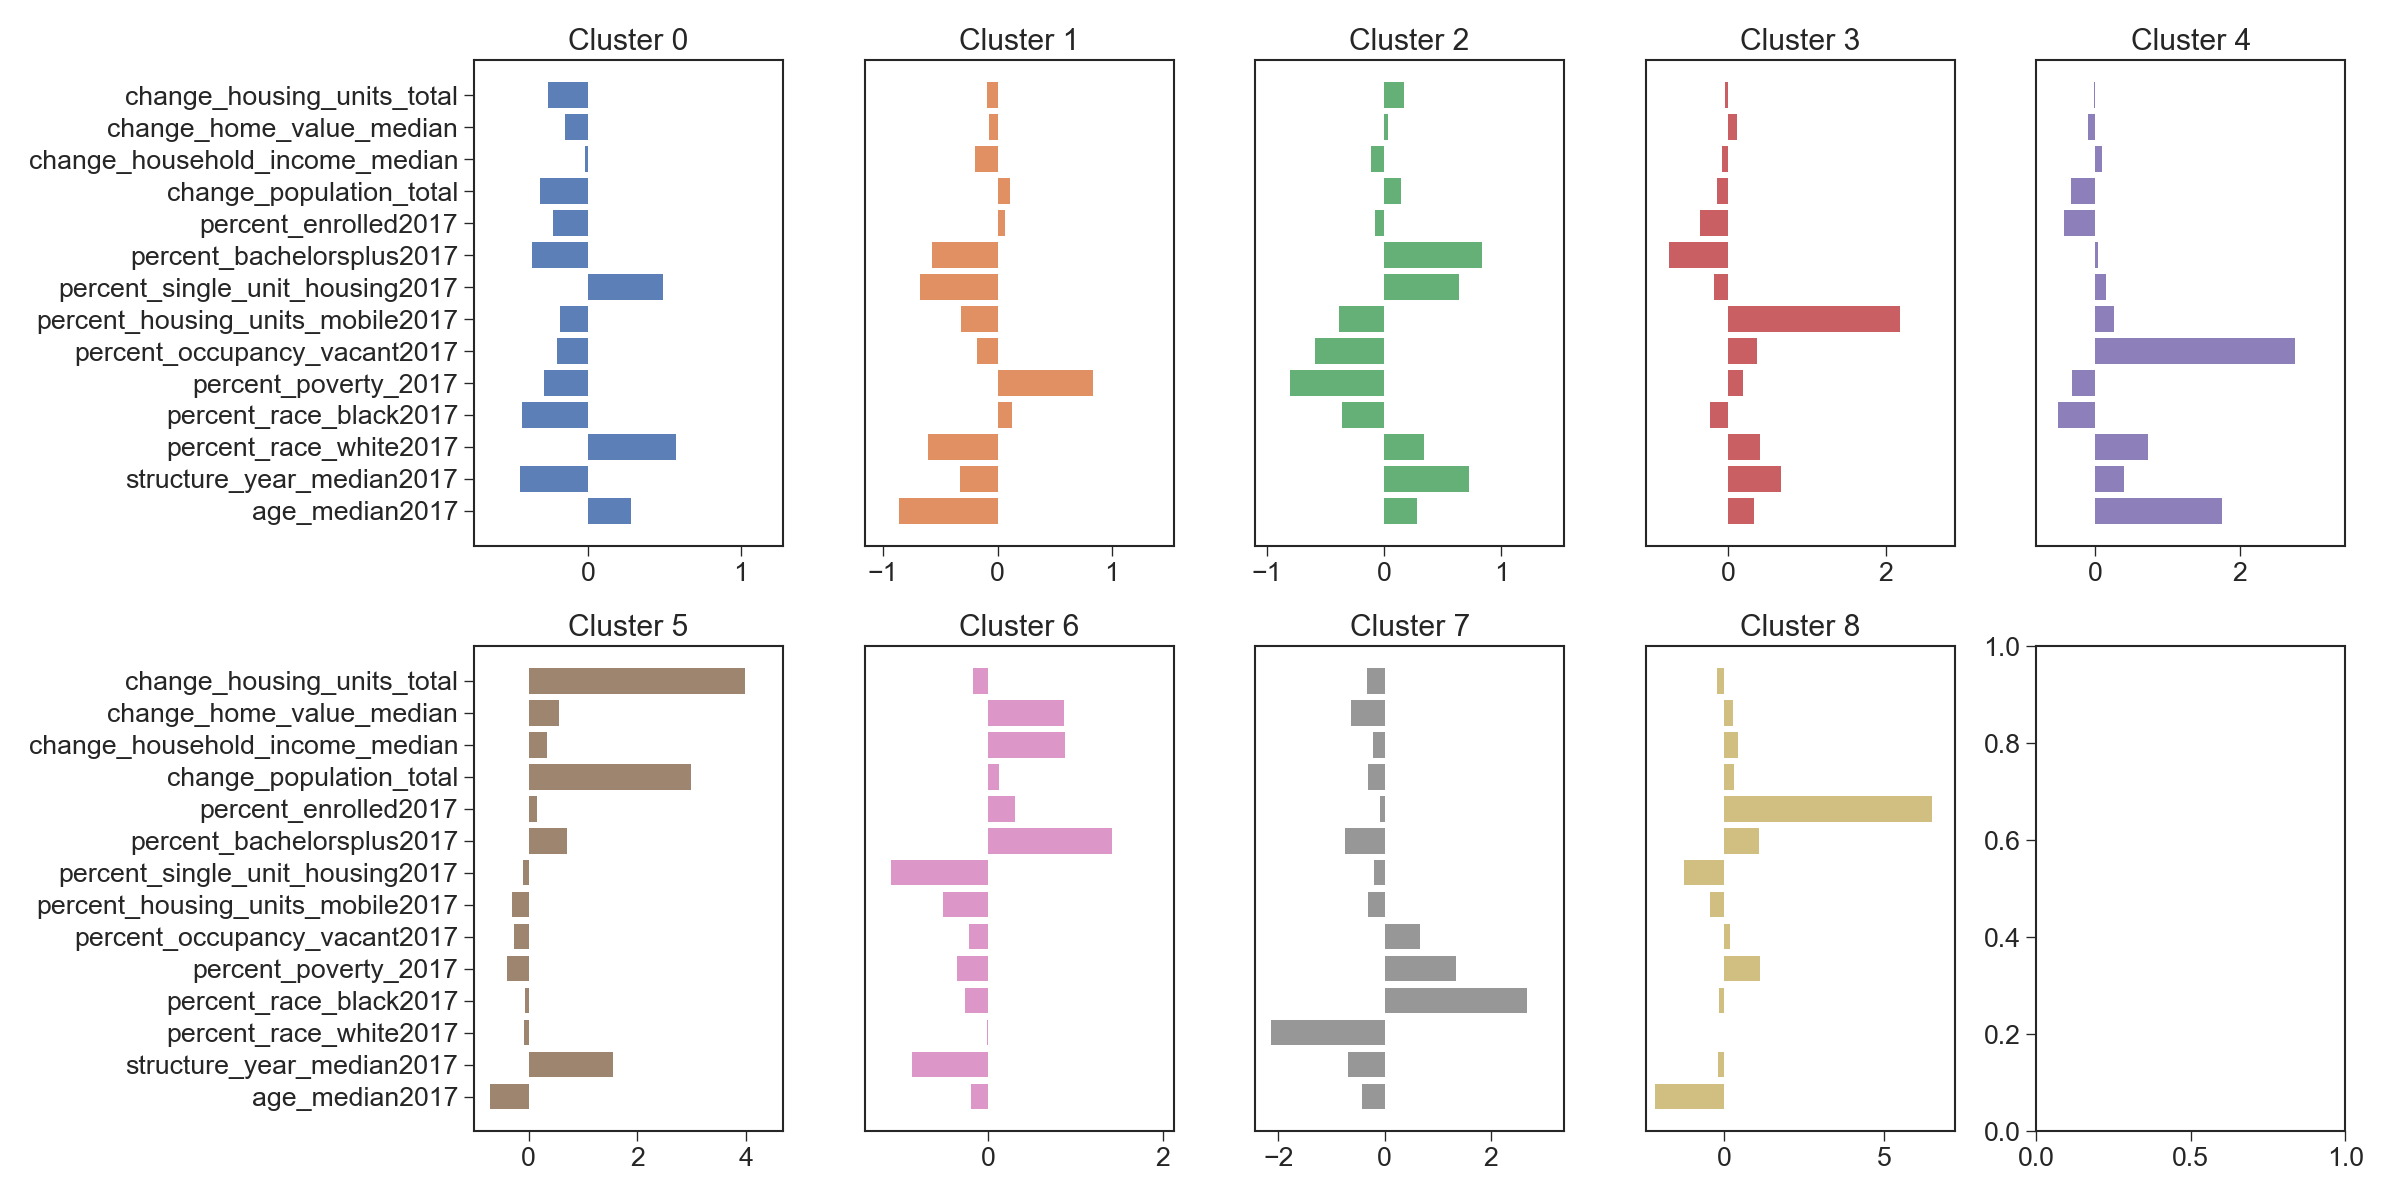 Cluster 0
Cluster 1
Cluster 2
Cluster 3
Cluster 4
change_housing_units_total
change_home_value_median
change_household_income_median
change_population_total
percent_enrolled2017
percent_bachelorsplus2017
percent_single_unit_housing2017
percent_housing_units_mobile2017
percent_occupancy_vacant2017
percent_poverty_2017
percent_race_black2017
percent_race_white2017
structure_year_median2017
age_median2017
0 1
−1 0 1
−1 0 1
0 2
0 2
Cluster 5
Cluster 6
Cluster 7
Cluster 8
change_housing_units_total
change_home_value_median
change_household_income_median
change_population_total
percent_enrolled2017
percent_bachelorsplus2017
percent_single_unit_housing2017
percent_housing_units_mobile2017
percent_occupancy_vacant2017
percent_poverty_2017
percent_race_black2017
percent_race_white2017
structure_year_median2017
age_median2017
0 2 4
0 2
−2 0 2
0 5
1.0
0.8
0.6
0.4
0.2
0.0
0.0 0.5 1.0